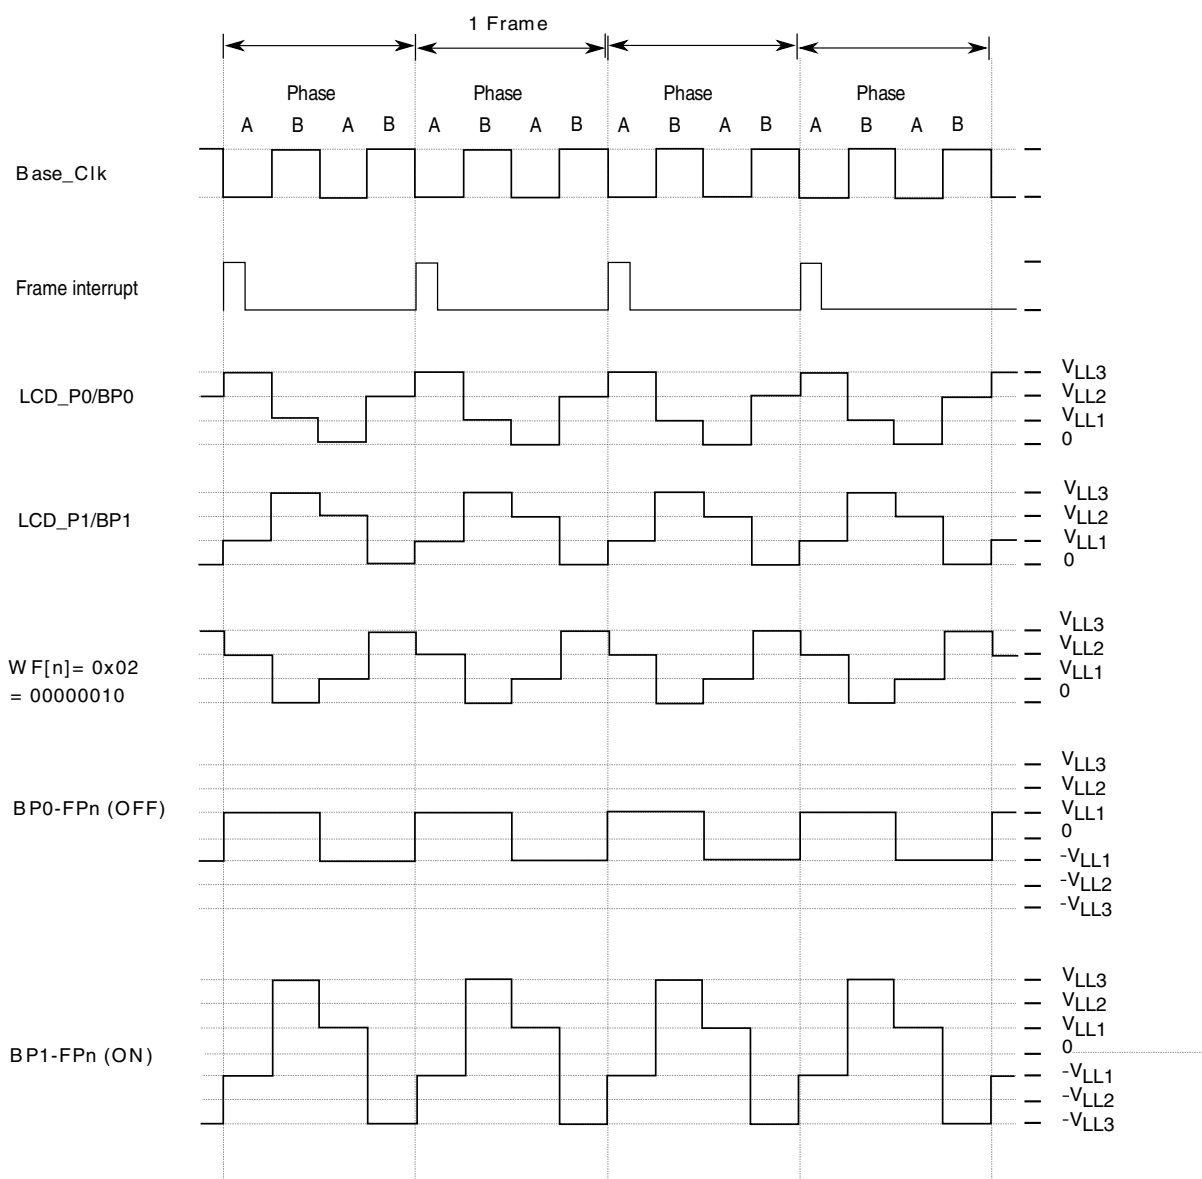 1 Frame
Phase Phase Phase Phase
A B A B A B A B A B A B A B A B
Base_Clk
Frame interrupt
LCD_P0/BP0
VLL3
VLL2
VLL1
0
LCD_P1/BP1
VLL3
VLL2
VLL1
0
WF[n]= 0x02
= 00000010
VLL3
VLL2
VLL1
0
BP0-FPn (OFF)
VLL3
VLL2
VLL1
0
-VLL1
-VLL2
-VLL3
BP1-FPn (ON)
VLL3
VLL2
VLL1
0
-VLL1
-VLL2
-VLL3